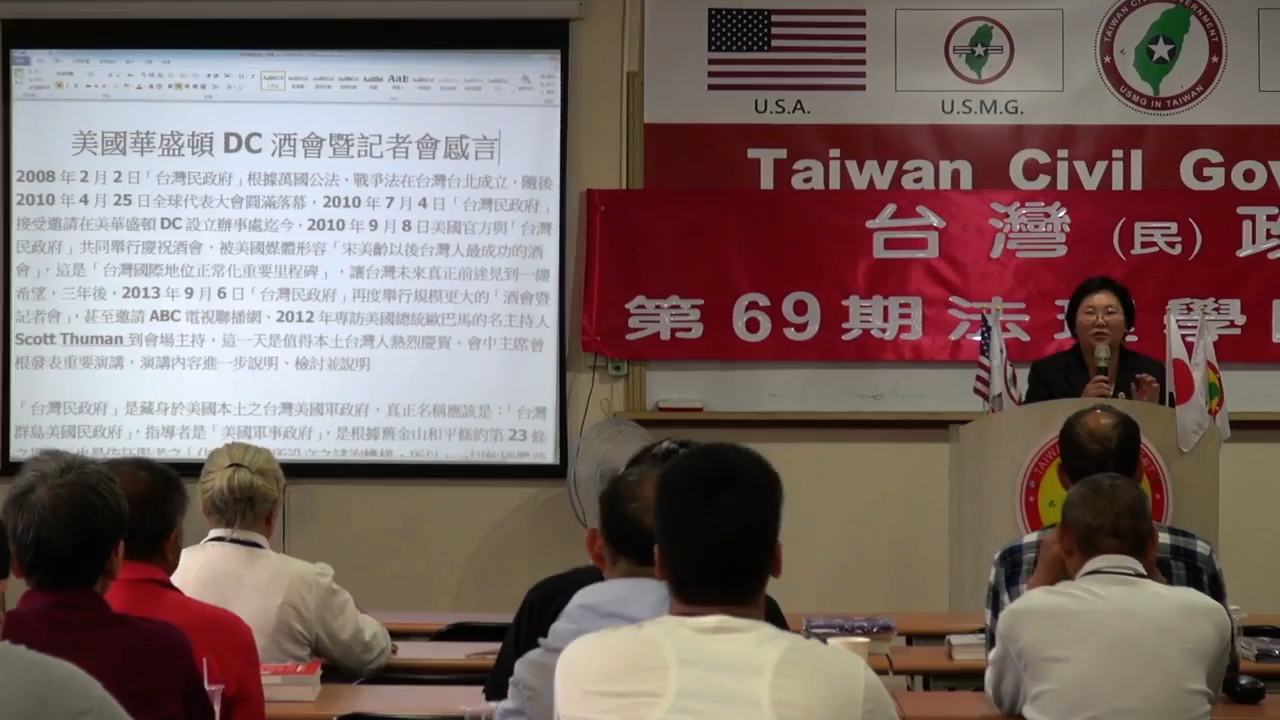 美國華盛頓 DC 酒會暨記者會感言
2008 年 2 月 2 日「台灣民政府」根據萬國公法、戰爭法在台灣台北成立，隨後
2010 年 4 月 25 日全球代表大會圓滿落幕，2010 年 7 月 4 日「台灣民政府」
接受邀請在美華盛頓 DC 設立辦事處迄今，2010 年 9 月 8 日美國官方與「台灣
民政府」共同舉行慶祝酒會，被美國媒體形容「宋美齡以後台灣人最成功的酒
會」，這是「台灣國際地位正常化重要里程碑」，讓台灣未來真正前途見到一線
希望，三年後，2013 年 9 月 6 日「台灣民政府」再度舉行規模更大的「酒會暨
記者會」，甚至邀請 ABC 電視聯播網、2012 年專訪美國總統歐巴馬的名主持人
Scott Thuman 到會場主持，這一天是值得本土台灣人熱烈慶賀。會中主席曾
根發表重要演講，演講內容進一步說明、檢討並說明
「台灣民政府」是藏身於美國本土之台灣美國軍政府，真正名稱應該是：「台灣
群島美國民政府」，指導者是「美國軍事政府」，是根據舊金山和平條約第 23 條
U.S.A.
U.S.M.G.
TAIWAN CIVIL GOVERNMENT
USMG IN TAIWAN
Taiwan Civil Gov
台灣（民）政
第69期法理學